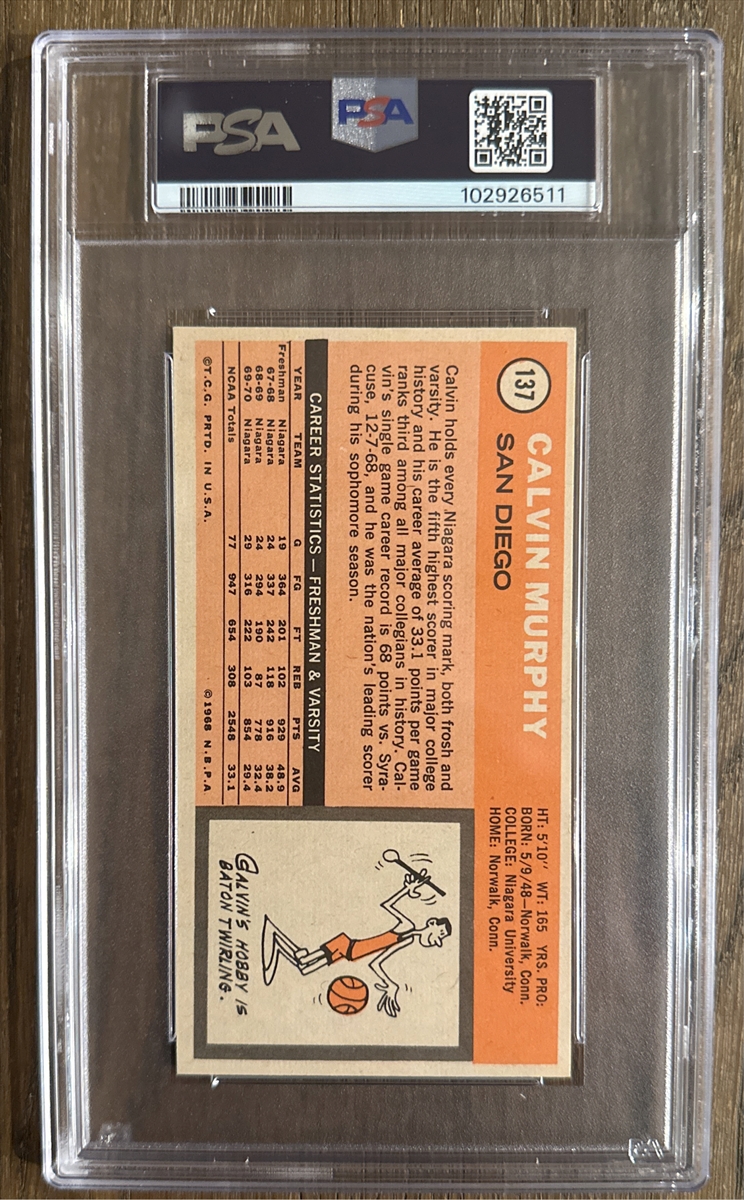 PSA
PSA
102926511
137
CALVIN MURPHY
SAN DIEGO
HT: 5'10" WT: 165 YRS. PRO:
BORN: 5/9/48—Norwalk, Conn.
COLLEGE: Niagara University
HOME: Norwalk, Conn.
Calvin holds every Niagara scoring mark, both frosh and
varsity. He is the fifth highest scorer in major college
history and his career average of 33.1 points per game
ranks third among all major collegians in history. Cal-
vin's single game career record is 68 points vs. Syra-
cuse, 12-7-68, and he was the nation's leading scorer
during his sophomore season.
CAREER STATISTICS — FRESHMAN & VARSITY
YEAR TEAM G FG FT REB PTS AVG
Freshman Niagara 19 364 201 102 929 48.9
67-68 Niagara 24 337 242 118 916 38.2
68-69 Niagara 24 294 190 87 778 32.4
69-70 Niagara 29 316 222 103 854 29.4
NCAA Totals 77 947 654 308 2548 33.1
©T.C.G. PRTD. IN U.S.A. ©1968 N.B.P.A
CALVIN'S HOBBY IS
BATON TWIRLING.